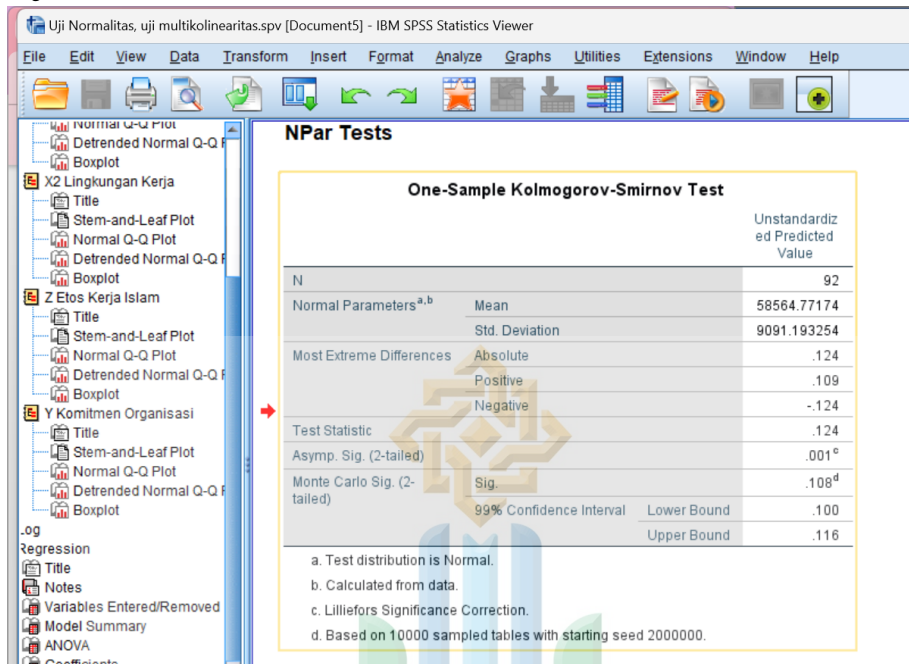 Uji Normalitas, uji multikolinearitas.spv [Document5] - IBM SPSS Statistics Viewer
File Edit View Data Transform Insert Format Analyze Graphs Utilities Extensions Window Help
Normal Q-Q Plot
Detrended Normal Q-Q
Boxplot
X2 Lingkungan Kerja
Title
Stem-and-Leaf Plot
Normal Q-Q Plot
Detrended Normal Q-Q
Boxplot
Z Etos Kerja Islam
Title
Stem-and-Leaf Plot
Normal Q-Q Plot
Detrended Normal Q-Q
Boxplot
Y Komitmen Organisasi
Title
Stem-and-Leaf Plot
Normal Q-Q Plot
Detrended Normal Q-Q
Boxplot
Log
Regression
Title
Notes
Variables Entered/Removed
Model Summary
ANOVA
Coefficients
NPar Tests
One-Sample Kolmogorov-Smirnov Test
Unstandardiz
ed Predicted
Value
N 92
Normal Parameters a,b Mean 58564.77174
Std. Deviation 9091.193254
Most Extreme Differences Absolute .124
Positive .109
Negative -.124
Test Statistic .124
Asymp. Sig. (2-tailed) .001 c
Monte Carlo Sig. (2-
tailed) Sig. .108 d
99% Confidence Interval Lower Bound .100
Upper Bound .116
a. Test distribution is Normal.
b. Calculated from data.
c. Lilliefors Significance Correction.
d. Based on 10000 sampled tables with starting seed 2000000.